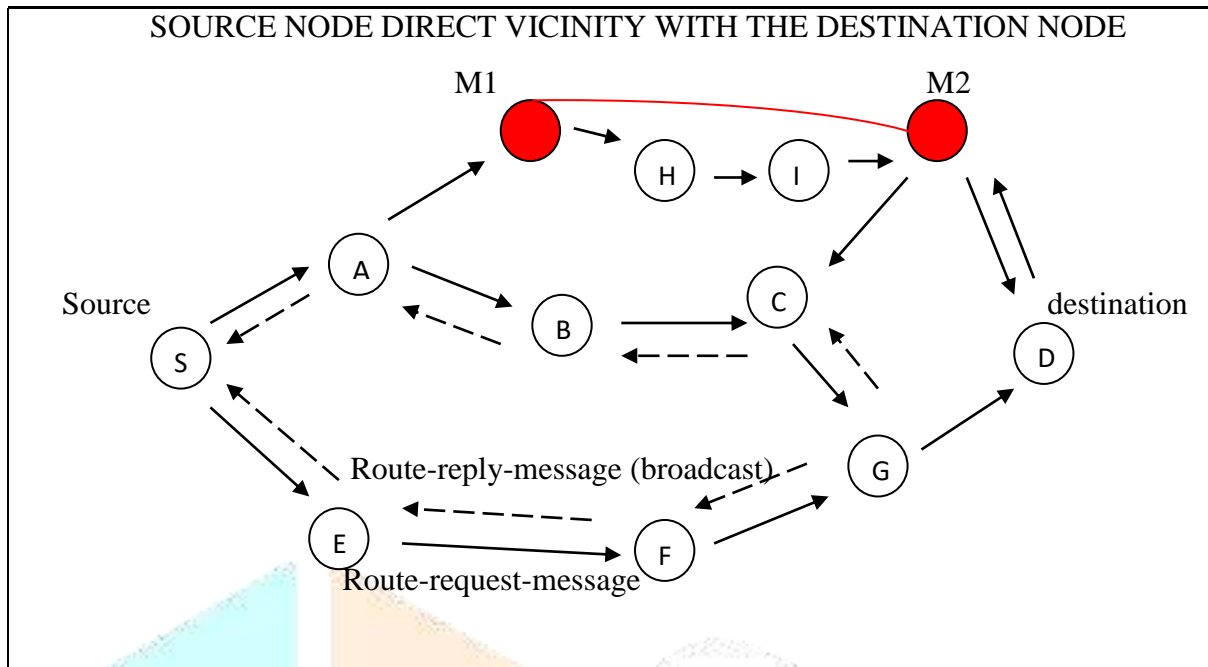 SOURCE NODE DIRECT VICINITY WITH THE DESTINATION NODE
M1
M2
H
I
A
C
Source
destination
B
S
D
Route-reply-message (broadcast)
G
E
F
Route-request-message